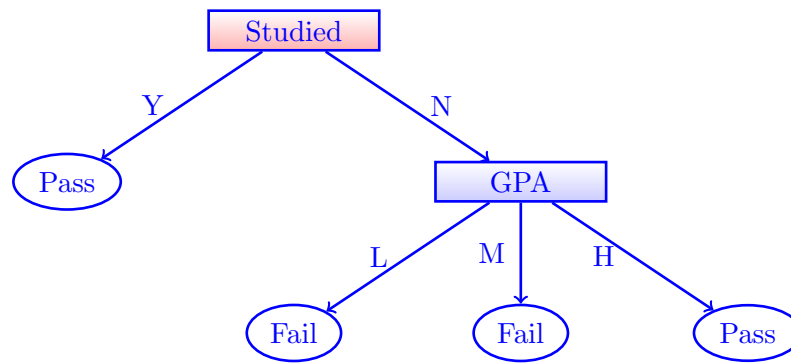 Studied
Y
N
Pass
GPA
L
M
H
Fail
Fail
Pass